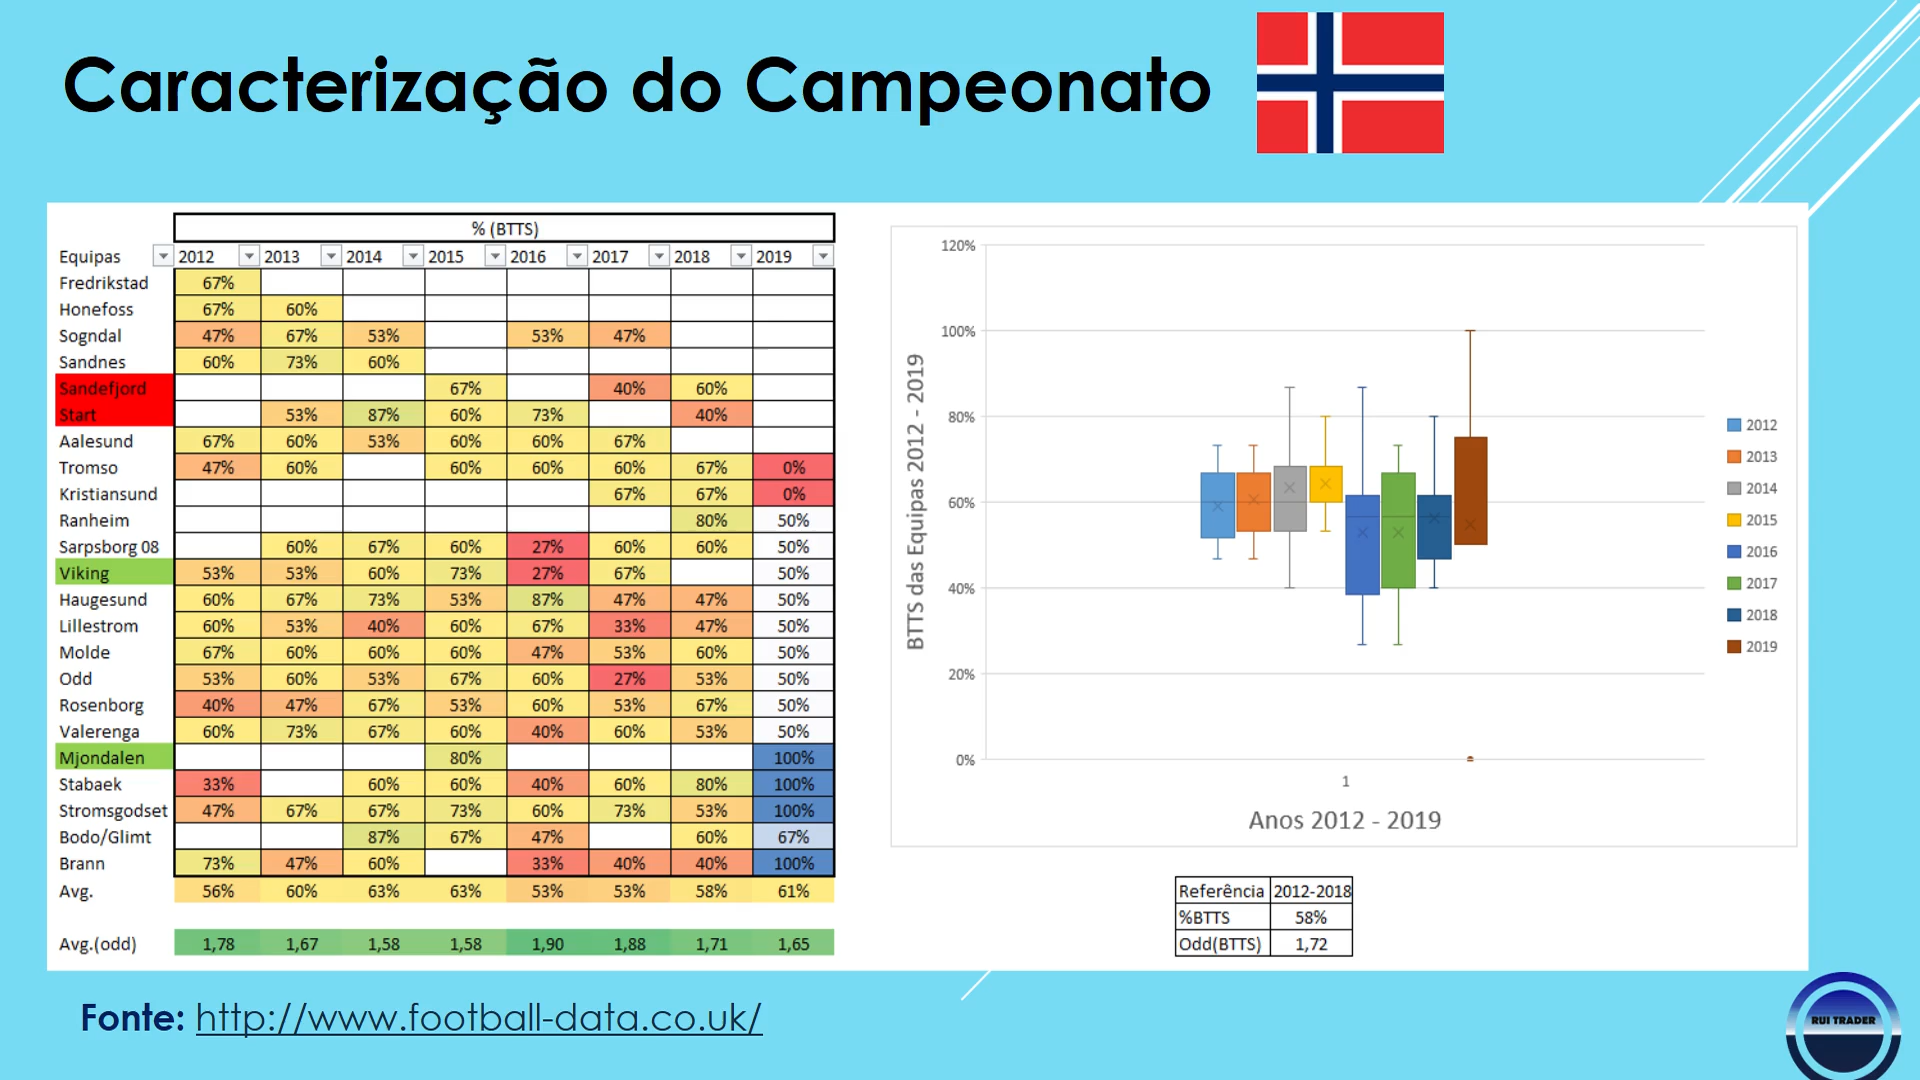 Caracterização do Campeonato
% (BTTS)
Equipas 2012 2013 2014 2015 2016 2017 2018 2019
Fredrikstad 67%
Honefoss 67% 60%
Sogndal 47% 67% 53% 53% 47%
Sandnes 60% 73% 60%
Sandefjord 67% 40% 60%
Start 53% 87% 60% 73% 40%
Aalesund 67% 60% 53% 60% 60% 67%
Tromso 47% 60% 60% 60% 60% 67% 0%
Kristiansund 67% 67% 0%
Ranheim 80% 50%
Sarpsborg 08 60% 67% 60% 27% 60% 60% 50%
Viking 53% 53% 60% 73% 27% 67% 50%
Haugesund 60% 67% 73% 53% 87% 47% 47% 50%
Lillestrom 60% 53% 40% 60% 67% 33% 47% 50%
Molde 67% 60% 60% 60% 47% 53% 60% 50%
Odd 53% 60% 53% 67% 60% 27% 53% 50%
Rosenborg 40% 47% 67% 53% 60% 53% 67% 50%
Valerenga 60% 73% 67% 60% 40% 60% 53% 50%
Mjondalen 80% 100%
Stabaek 33% 60% 60% 40% 60% 80% 100%
Stromsgodset 47% 67% 67% 73% 60% 73% 53% 100%
Bodo/Glimt 87% 67% 47% 60% 67%
Brann 73% 47% 60% 33% 40% 40% 100%
Avg. 56% 60% 63% 63% 53% 53% 58% 61%
Avg.(odd) 1,78 1,67 1,58 1,58 1,90 1,88 1,71 1,65
BTTS das Equipas 2012 - 2019
120%
100%
80%
60%
40%
20%
0%
1
Anos 2012 - 2019
2012
2013
2014
2015
2016
2017
2018
2019
Referência 2012-2018
%BTTS 58%
Odd(BTTS) 1,72
Fonte: http://www.football-data.co.uk/
RUI TRADER